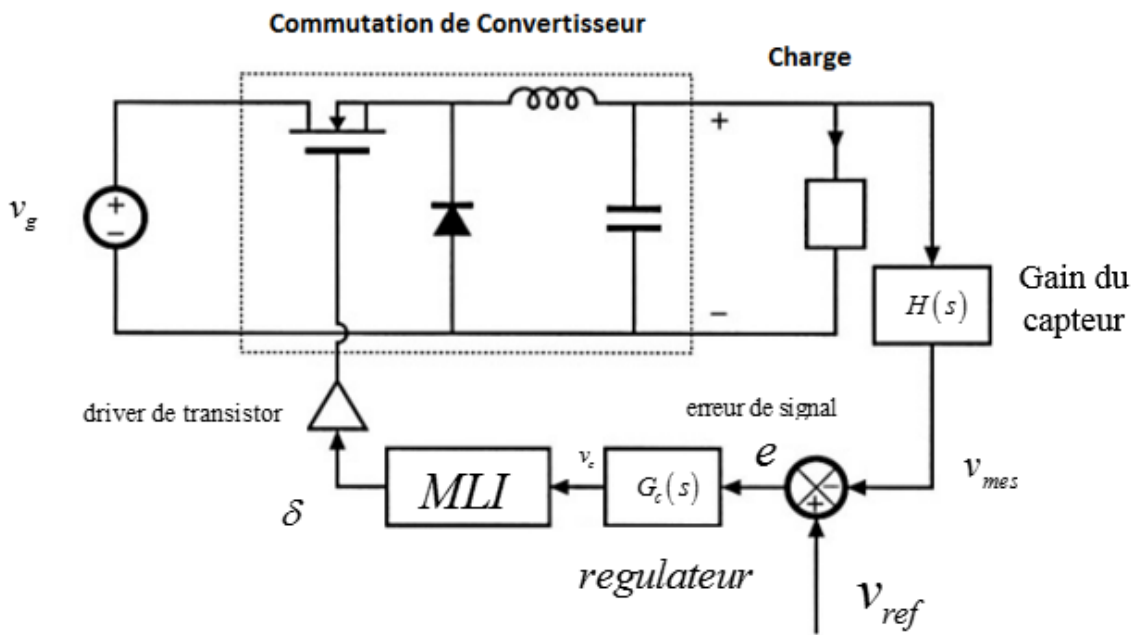 Commutation de Convertisseur
Charge
+
v_g
+
−
−
H(s)
Gain du
capteur
driver de transistor
erreur de signal
δ
MLI
v_c
G_c(s)
e
−
+
v_mes
regulateur
v_ref